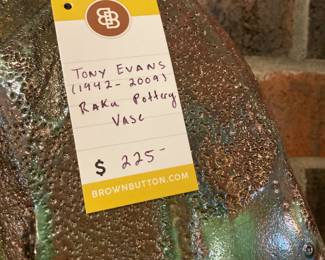 BB
TONY EVANS
(1942-2009)
RAKU POTTERY
VASE
$ 225-
BROWNBUTTON.COM